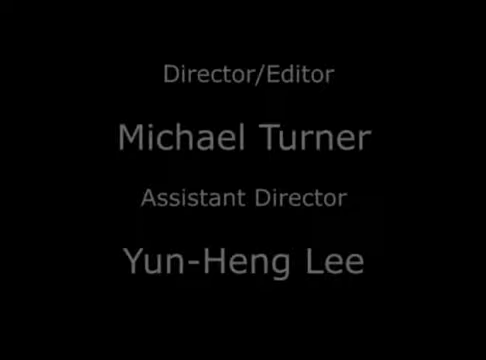 Director/Editor
Michael Turner
Assistant Director
Yun-Heng Lee